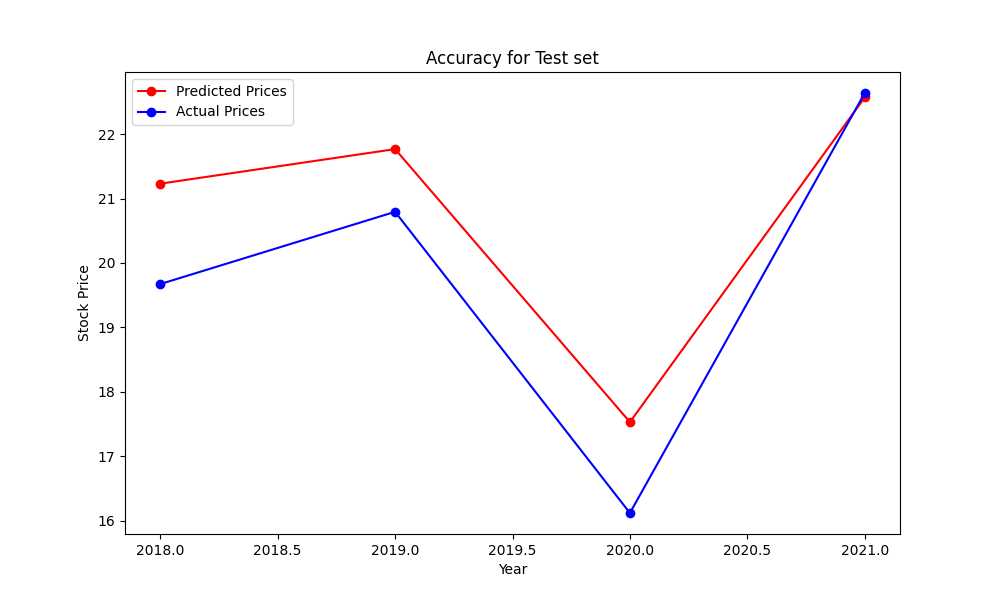 Accuracy for Test set
Predicted Prices
Actual Prices
Stock Price
22
21
20
19
18
17
16
2018.0 2018.5 2019.0 2019.5 2020.0 2020.5 2021.0
Year